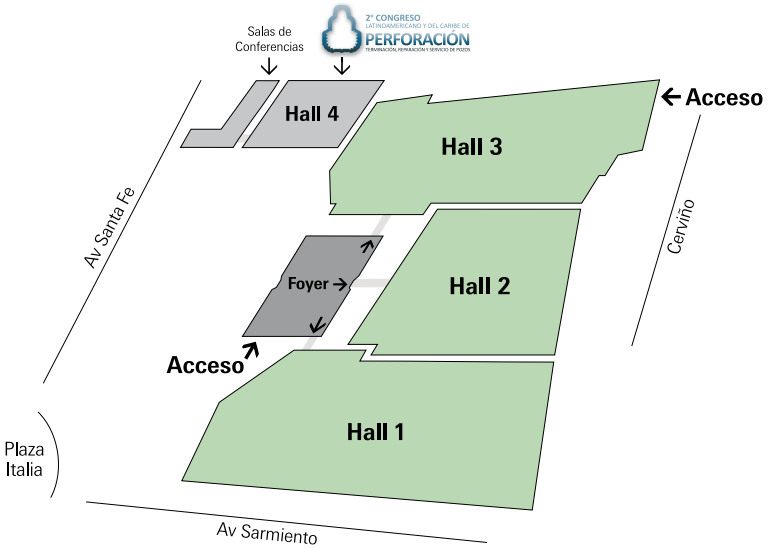 2º CONGRESO
LATINOAMERICANO Y DEL CARIBE DE
PERFORACIÓN
TERMINACIÓN, REPARACIÓN Y SERVICIO DE POZOS
Salas de
Conferencias
Hall 4
Acceso
Hall 3
Av Santa Fe
Cerviño
Foyer
Hall 2
Acceso
Hall 1
Plaza
Italia
Av Sarmiento